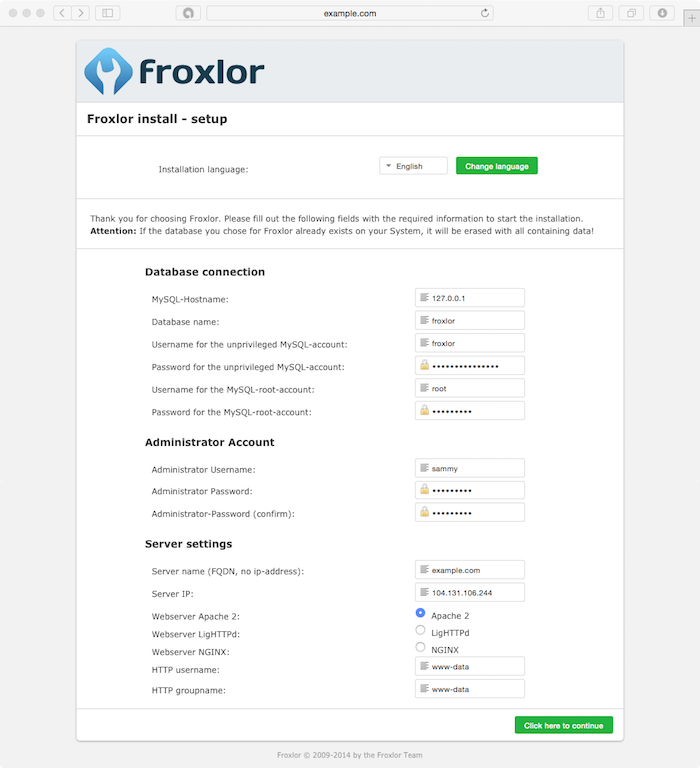 example.com
froxlor
Froxlor install - setup
Installation language:
English
Change language
Thank you for choosing Froxlor. Please fill out the following fields with the required information to start the installation.
Attention: If the database you chose for Froxlor already exists on your System, it will be erased with all containing data!
Database connection
MySQL-Hostname: 127.0.0.1
Database name: froxlor
Username for the unprivileged MySQL-account: froxlor
Password for the unprivileged MySQL-account: •••••••••••••••
Username for the MySQL-root-account: root
Password for the MySQL-root-account: •••••••••
Administrator Account
Administrator Username: sammy
Administrator Password: •••••••••
Administrator-Password (confirm): •••••••••
Server settings
Server name (FQDN, no ip-address): example.com
Server IP: 104.131.106.244
Webserver Apache 2: Apache 2
Webserver LigHTTPd: LigHTTPd
Webserver NGINX: NGINX
HTTP username: www-data
HTTP groupname: www-data
Click here to continue
Froxlor © 2009-2014 by the Froxlor Team